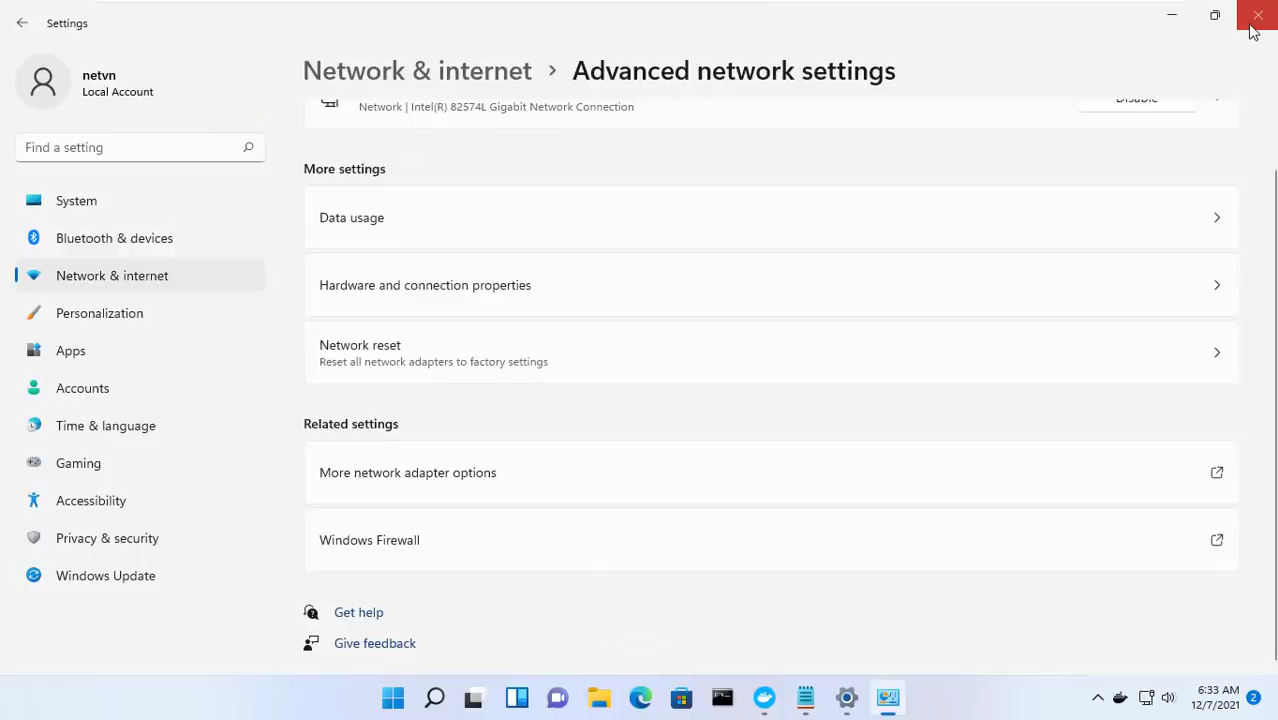 Settings
netvn
Local Account
Find a setting
System
Bluetooth & devices
Network & internet
Personalization
Apps
Accounts
Time & language
Gaming
Accessibility
Privacy & security
Windows Update
Network & internet > Advanced network settings
Network | Intel(R) 82574L Gigabit Network Connection
Disable
More settings
Data usage
Hardware and connection properties
Network reset
Reset all network adapters to factory settings
Related settings
More network adapter options
Windows Firewall
Get help
Give feedback
6:33 AM
12/7/2021
2